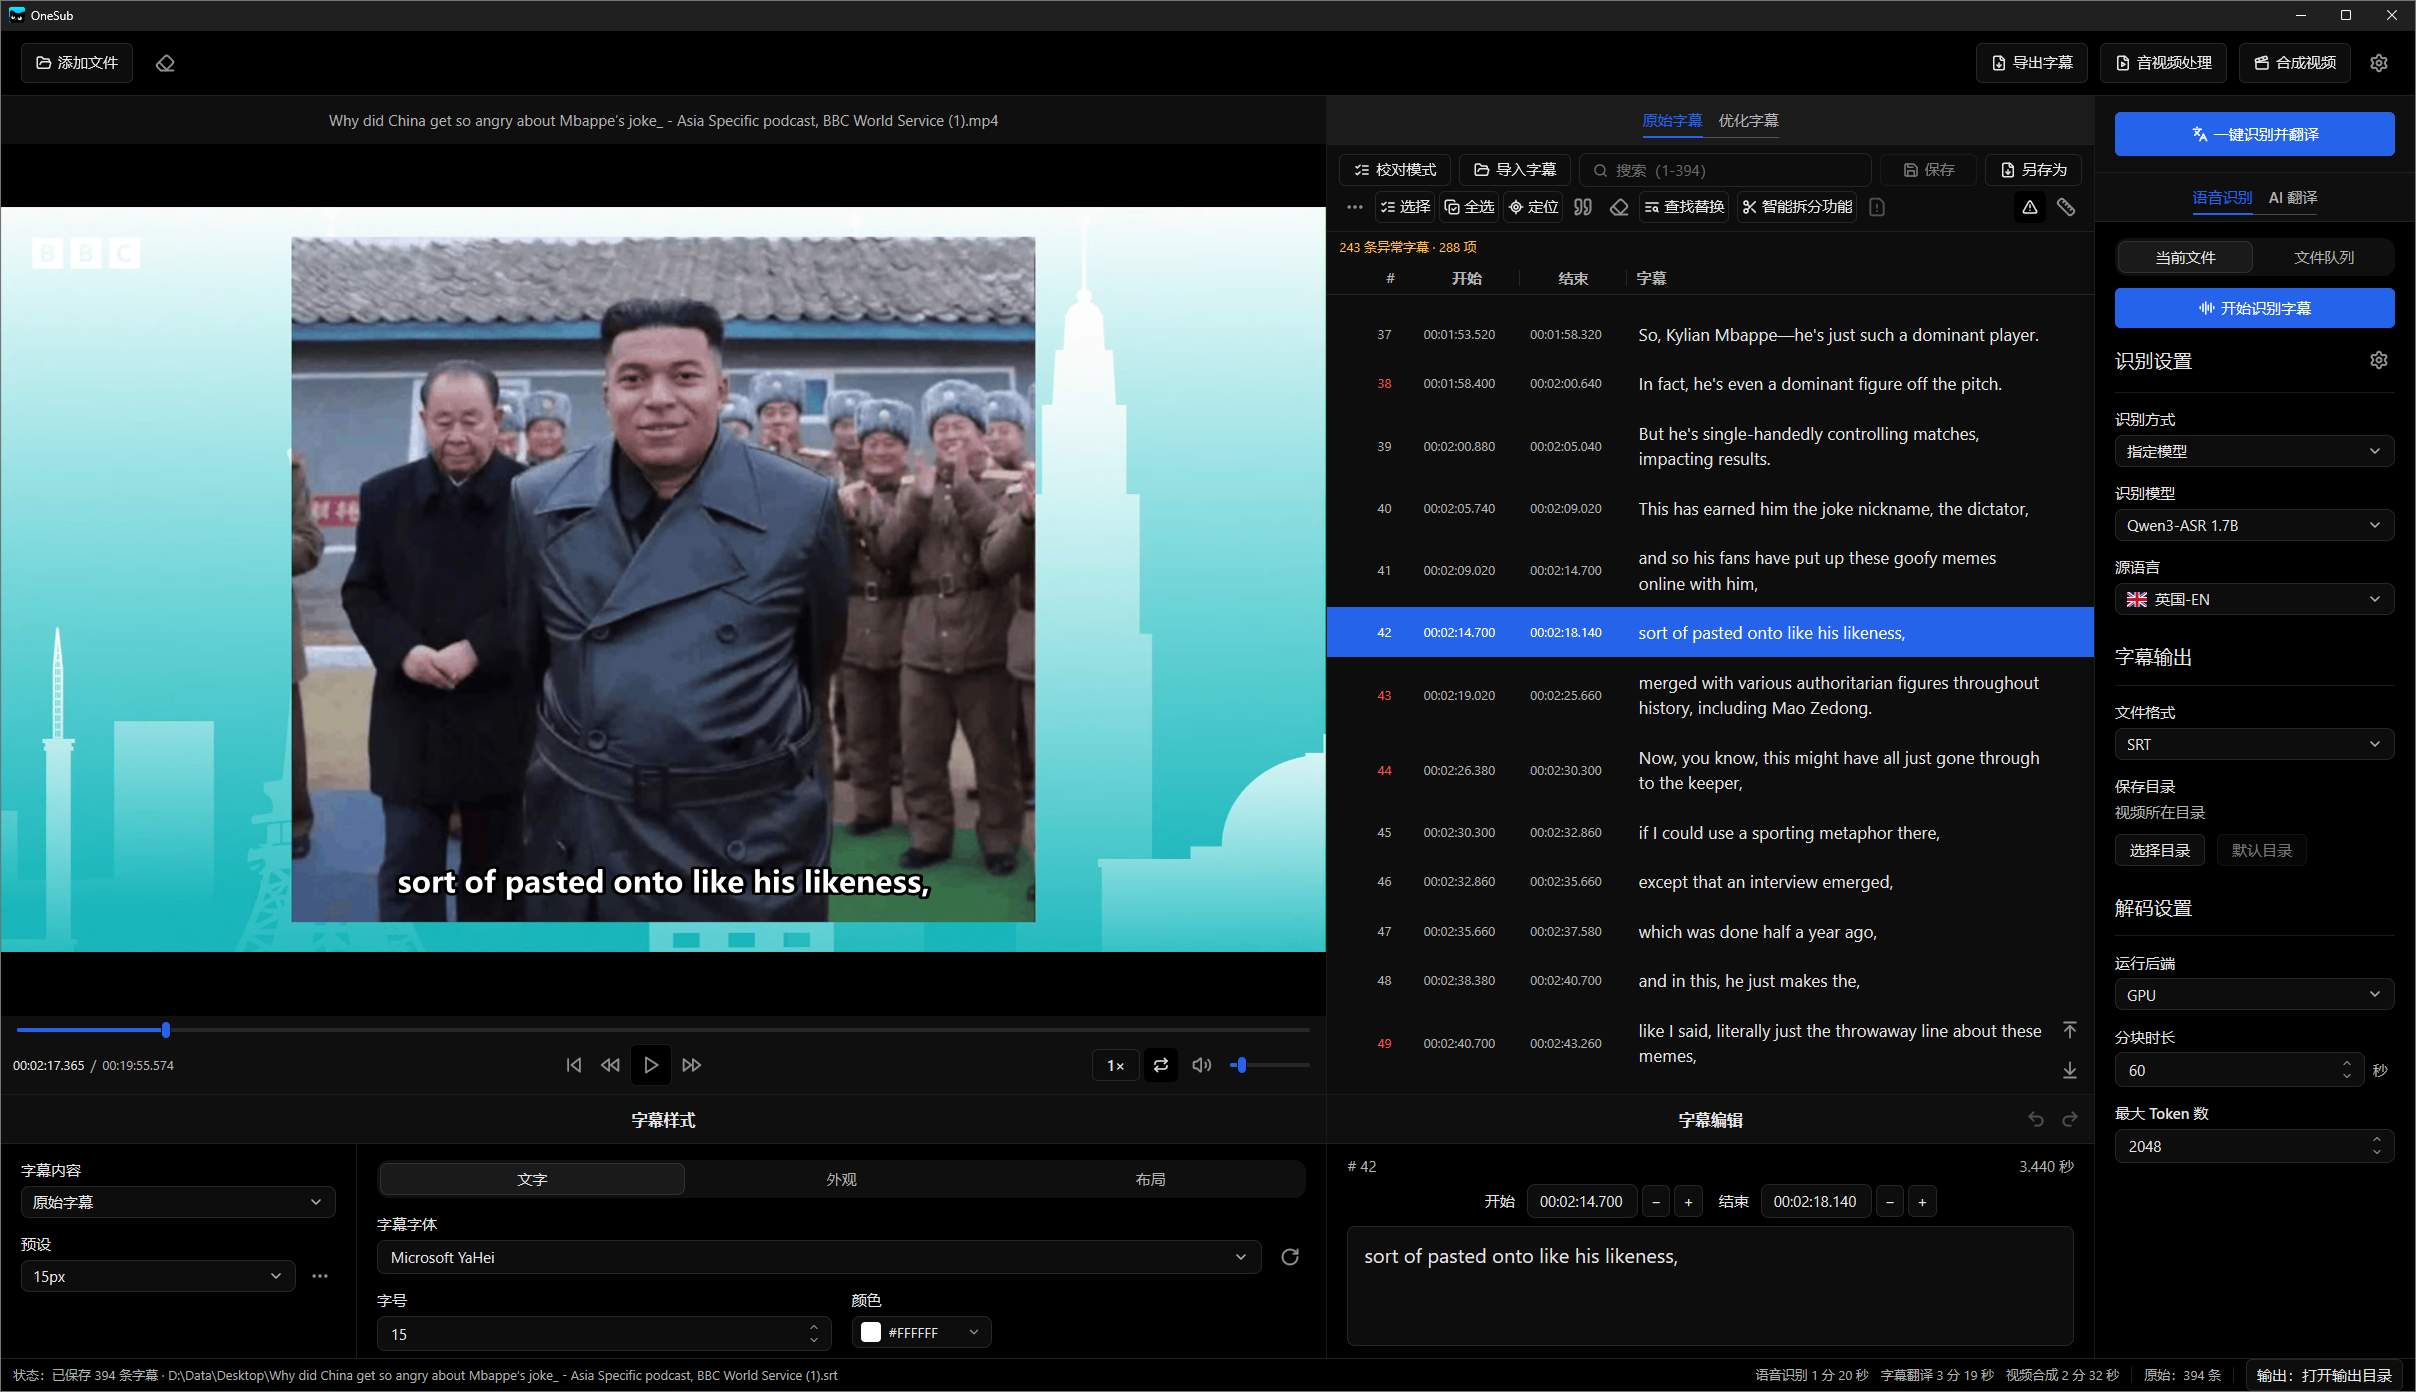 OneSub
添加文件
导出字幕 音视频处理 合成视频
Why did China get so angry about Mbappe's joke_ - Asia Specific podcast, BBC World Service (1).mp4
BBC
sort of pasted onto like his likeness,
00:02:17.365 / 00:19:55.574
1×
字幕样式
字幕内容
原始字幕
预设
15px
文字 外观 布局
字幕字体
Microsoft YaHei
字号 颜色
15 #FFFFFF
原始字幕 优化字幕
校对模式 导入字幕 搜索 (1-394) 保存 另存为
选择 全选 定位 查找替换 智能拆分功能
243 条异常字幕 · 288 项
# 开始 结束 字幕
37 00:01:53.520 00:01:58.320 So, Kylian Mbappe—he's just such a dominant player.
38 00:01:58.400 00:02:00.640 In fact, he's even a dominant figure off the pitch.
39 00:02:00.880 00:02:05.040 But he's single-handedly controlling matches,
impacting results.
40 00:02:05.740 00:02:09.020 This has earned him the joke nickname, the dictator,
41 00:02:09.020 00:02:14.700 and so his fans have put up these goofy memes
online with him,
42 00:02:14.700 00:02:18.140 sort of pasted onto like his likeness,
43 00:02:19.020 00:02:25.660 merged with various authoritarian figures throughout
history, including Mao Zedong.
44 00:02:26.380 00:02:30.300 Now, you know, this might have all just gone through
to the keeper,
45 00:02:30.300 00:02:32.860 if I could use a sporting metaphor there,
46 00:02:32.860 00:02:35.660 except that an interview emerged,
47 00:02:35.660 00:02:37.580 which was done half a year ago,
48 00:02:38.380 00:02:40.700 and in this, he just makes the,
49 00:02:40.700 00:02:43.260 like I said, literally just the throwaway line about these
memes,
字幕编辑
# 42 3.440 秒
开始 00:02:14.700 − + 结束 00:02:18.140 − +
sort of pasted onto like his likeness,
一键识别并翻译
语音识别 AI 翻译
当前文件 文件队列
开始识别字幕
识别设置
识别方式
指定模型
识别模型
Qwen3-ASR 1.7B
源语言
英国-EN
字幕输出
文件格式
SRT
保存目录
视频所在目录
选择目录 默认目录
解码设置
运行后端
GPU
分块时长
60 秒
最大 Token 数
2048
状态: 已保存 394 条字幕 · D:\Data\Desktop\Why did China get so angry about Mbappe's joke_ - Asia Specific podcast, BBC World Service (1).srt
语音识别 1 分 20 秒 字幕翻译 3 分 19 秒 视频合成 2 分 32 秒 原始: 394 条 输出: 打开输出目录